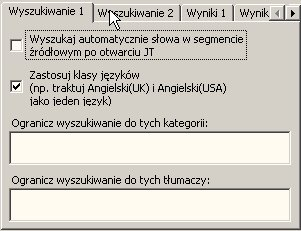 Wyszukiwanie 1 Wyszukiwanie 2 Wyniki 1 Wynik
Wyszukaj automatycznie słowa w segmencie
źródłowym po otwarciu JT
Zastosuj klasy języków
(np. traktuj Angielski(UK) i Angielski(USA)
jako jeden język)
Ogranicz wyszukiwanie do tych kategorii:
Ogranicz wyszukiwanie do tych tłumaczy: